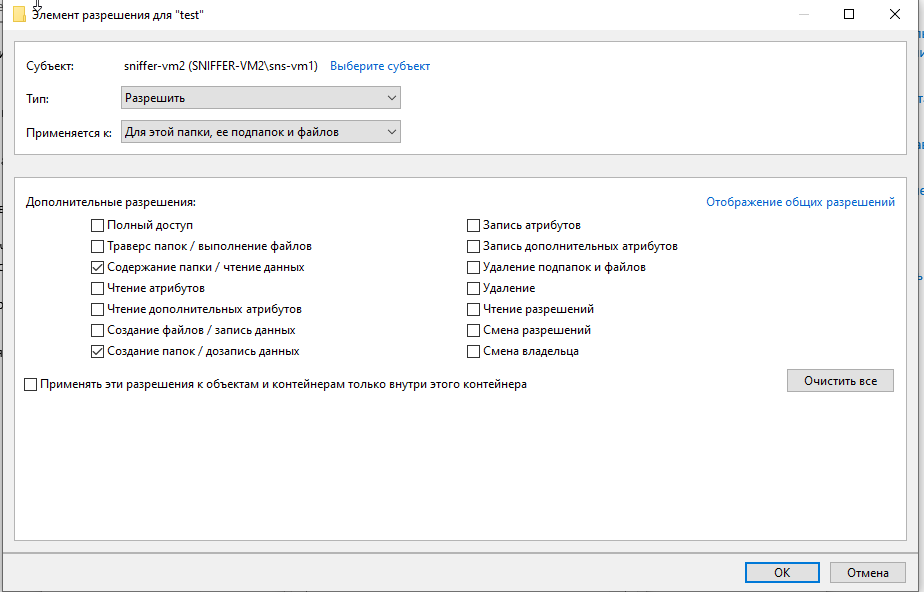 Элемент разрешения для "test"
Субъект: sniffer-vm2 (SNIFFER-VM2\sns-vm1) Выберите субъект
Тип: Разрешить
Применяется к: Для этой папки, ее подпапок и файлов
Дополнительные разрешения: Отображение общих разрешений
Полный доступ Запись атрибутов
Траверс папок / выполнение файлов Запись дополнительных атрибутов
Содержание папки / чтение данных Удаление подпапок и файлов
Чтение атрибутов Удаление
Чтение дополнительных атрибутов Чтение разрешений
Создание файлов / запись данных Смена разрешений
Создание папок / дозапись данных Смена владельца
Применять эти разрешения к объектам и контейнерам только внутри этого контейнера Очистить все
ОК Отмена